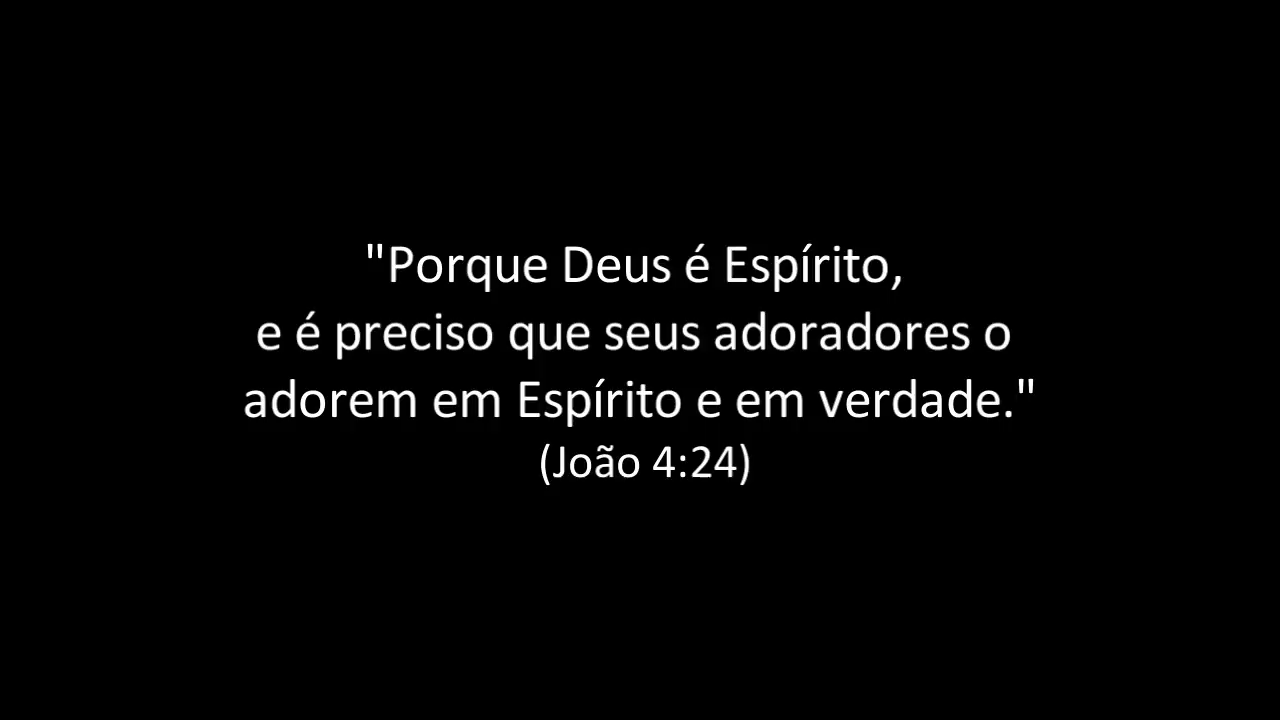 "Porque Deus é Espírito,
e é preciso que seus adoradores o
adorem em Espírito e em verdade."
(João 4:24)